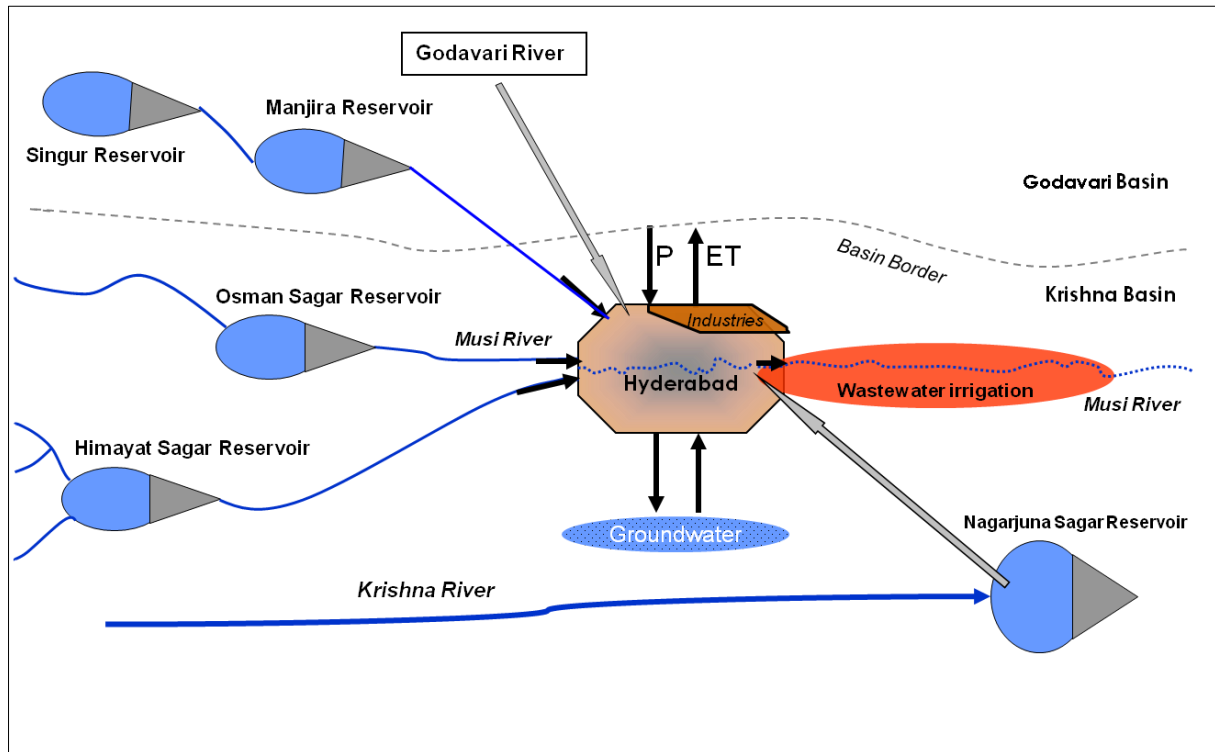 Godavari River
Manjira Reservoir
Singur Reservoir
Godavari Basin
P
ET
Basin Border
Krishna Basin
Osman Sagar Reservoir
Industries
Musi River
Hyderabad
Wastewater irrigation
Musi River
Himayat Sagar Reservoir
Nagarjuna Sagar Reservoir
Groundwater
Krishna River